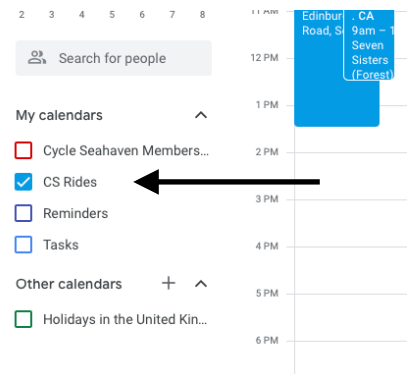 2 3 4 5 6 7 8
Search for people
My calendars
Cycle Seahaven Members...
CS Rides
Reminders
Tasks
Other calendars
Holidays in the United Kin...
11 AM
12 PM
1 PM
2 PM
3 PM
4 PM
5 PM
6 PM
Edinbur
Road, S
. CA
9am – 1
Seven
Sisters
(Forest)